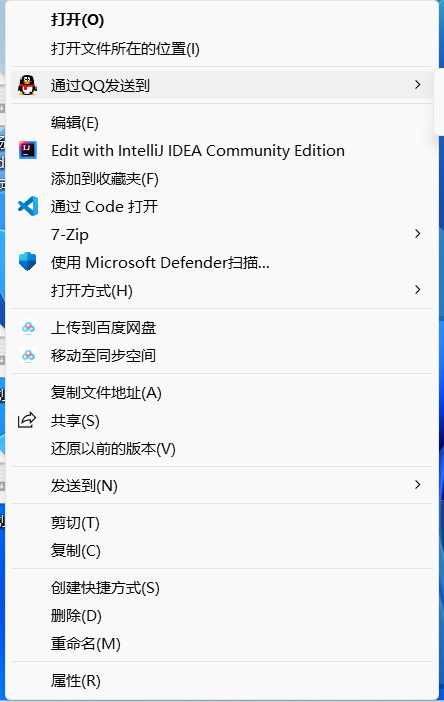 打开(O)
打开文件所在的位置(I)
通过QQ发送到
编辑(E)
Edit with IntelliJ IDEA Community Edition
添加到收藏夹(F)
通过 Code 打开
7-Zip
使用 Microsoft Defender扫描...
打开方式(H)
上传到百度网盘
移动至同步空间
复制文件地址(A)
共享(S)
还原以前的版本(V)
发送到(N)
剪切(T)
复制(C)
创建快捷方式(S)
删除(D)
重命名(M)
属性(R)